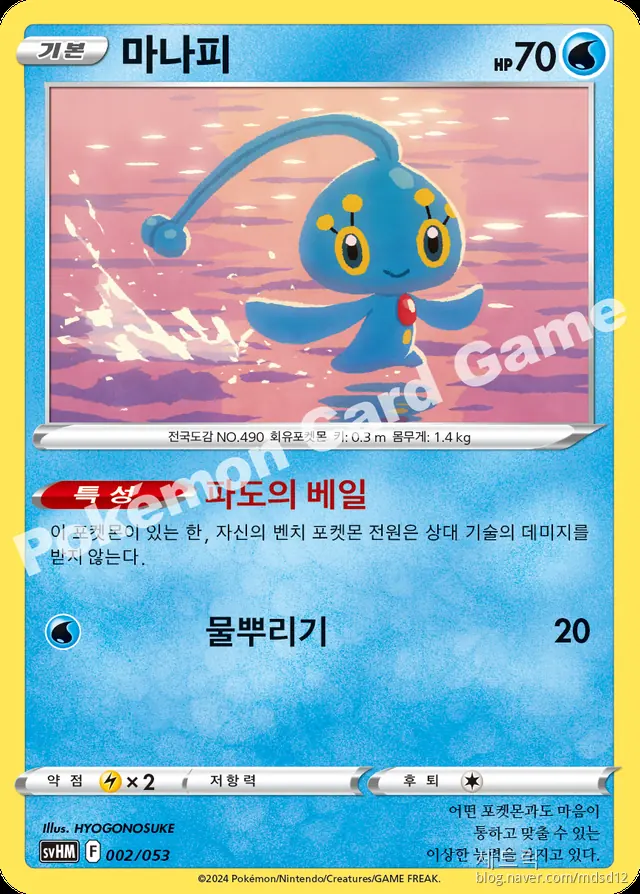 기본 마나피 HP 70
전국도감 NO.490 회유포켓몬 키: 0.3 m 몸무게: 1.4 kg
특성 파도의 베일
이 포켓몬이 있는 한, 자신의 벤치 포켓몬 전원은 상대 기술의 데미지를
받지 않는다.
물뿌리기 20
약점 ×2 저항력 후퇴
어떤 포켓몬과도 마음이
통하고 맞출 수 있는
이상한 능력을 가지고 있다.
Illus. HYOGONOSUKE
svHM F 002/053
©2024 Pokémon/Nintendo/Creatures/GAME FREAK.
Pokémon Card Game
blog.naver.com/mdsd12